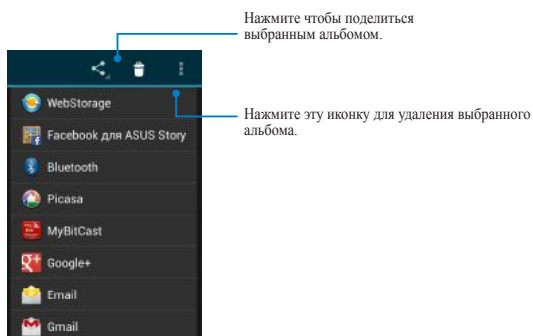 Нажмите чтобы поделиться
выбранным альбомом.
WebStorage
Нажмите эту иконку для удаления выбранного
альбома.
Facebook для ASUS Story
Bluetooth
Picasa
MyBitCast
Google+
Email
Gmail